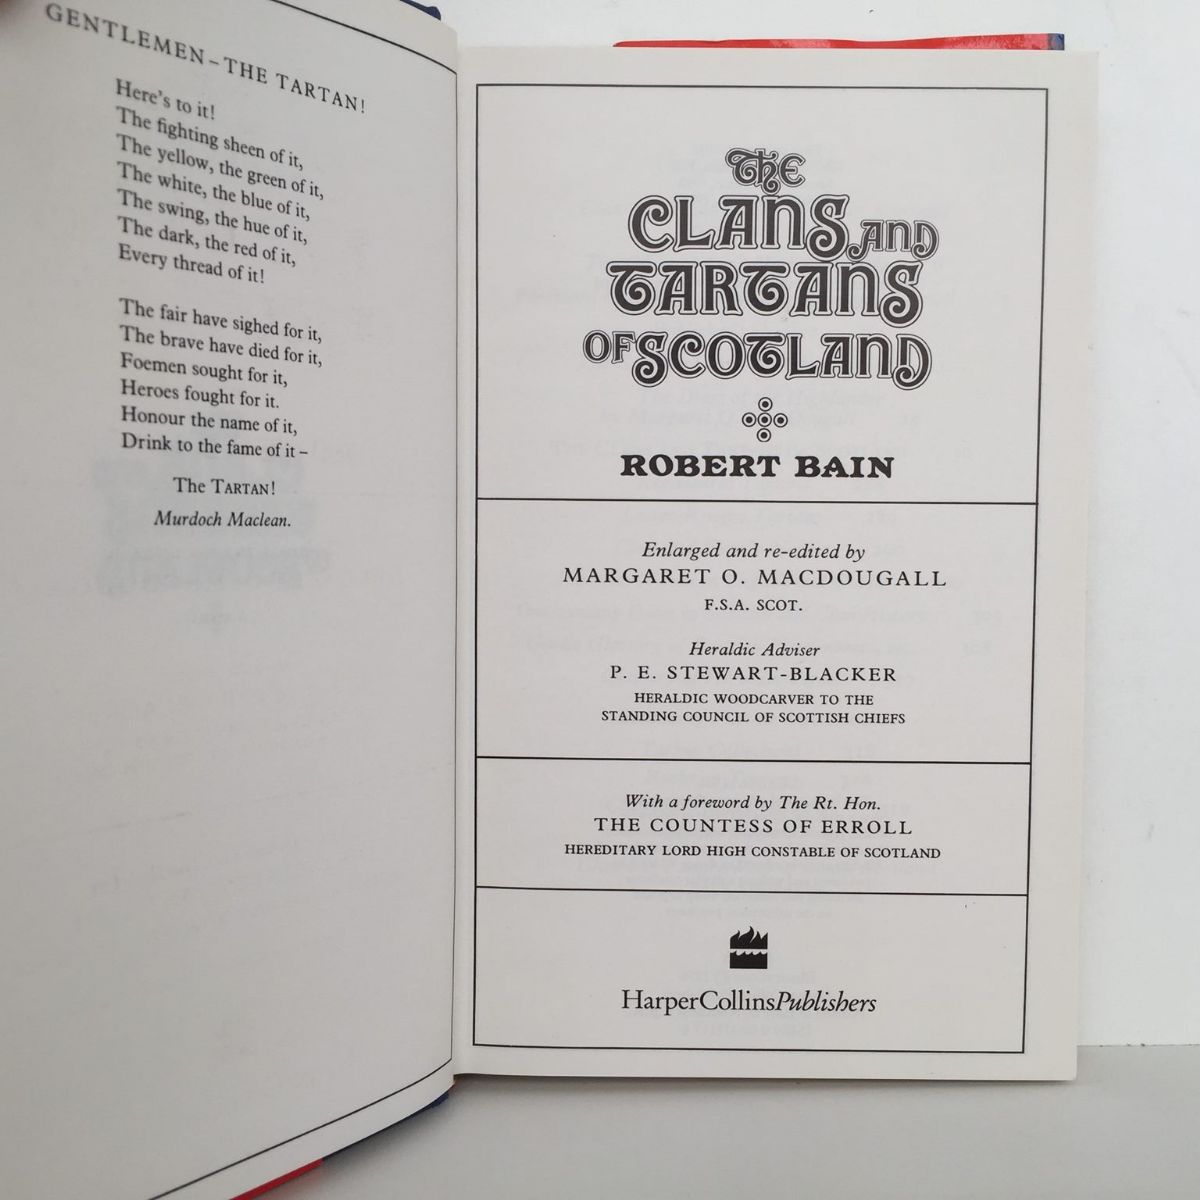 GENTLEMEN – THE TARTAN!
Here's to it!
The fighting sheen of it,
The yellow, the green of it,
The white, the blue of it,
The swing, the hue of it,
The dark, the red of it,
Every thread of it!
The fair have sighed for it,
The brave have died for it,
Foemen sought for it,
Heroes fought for it.
Honour the name of it,
Drink to the fame of it –
The TARTAN!
Murdoch Maclean.
THE
CLANS AND
TARTANS
OF SCOTLAND
ROBERT BAIN
Enlarged and re-edited by
MARGARET O. MACDOUGALL
F.S.A. SCOT.
Heraldic Adviser
P. E. STEWART-BLACKER
HERALDIC WOODCARVER TO THE
STANDING COUNCIL OF SCOTTISH CHIEFS
With a foreword by The Rt. Hon.
THE COUNTESS OF ERROLL
HEREDITARY LORD HIGH CONSTABLE OF SCOTLAND
HarperCollinsPublishers